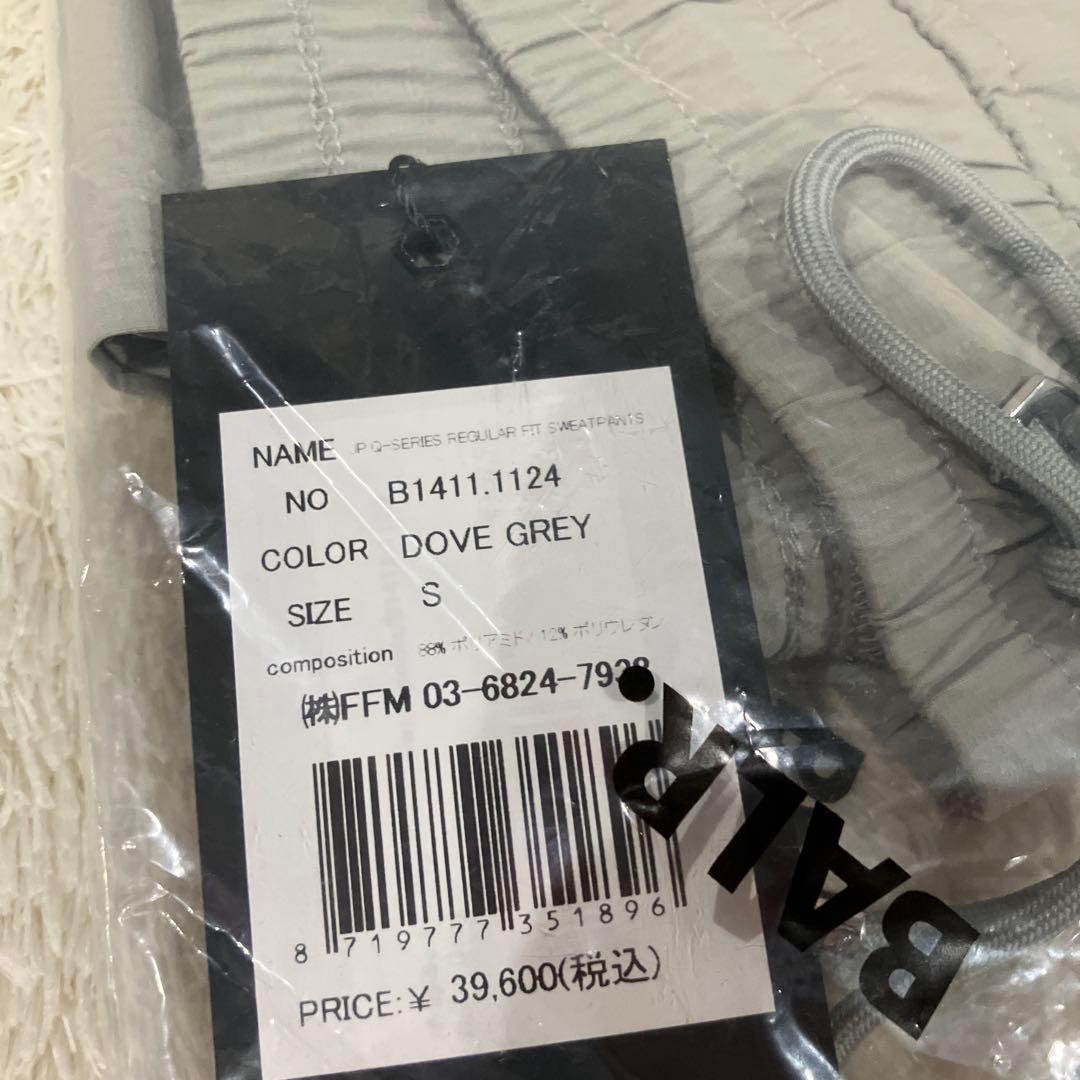 NAME JP Q-SERIES REGULAR FIT SWEATPANTS
NO B1411.1124
COLOR DOVE GREY
SIZE S
composition 88% ポリアミド/12% ポリウレタン
㈱FFM 03-6824-7938
8 719777 351896
PRICE:¥ 39,600(税込)
BALR.